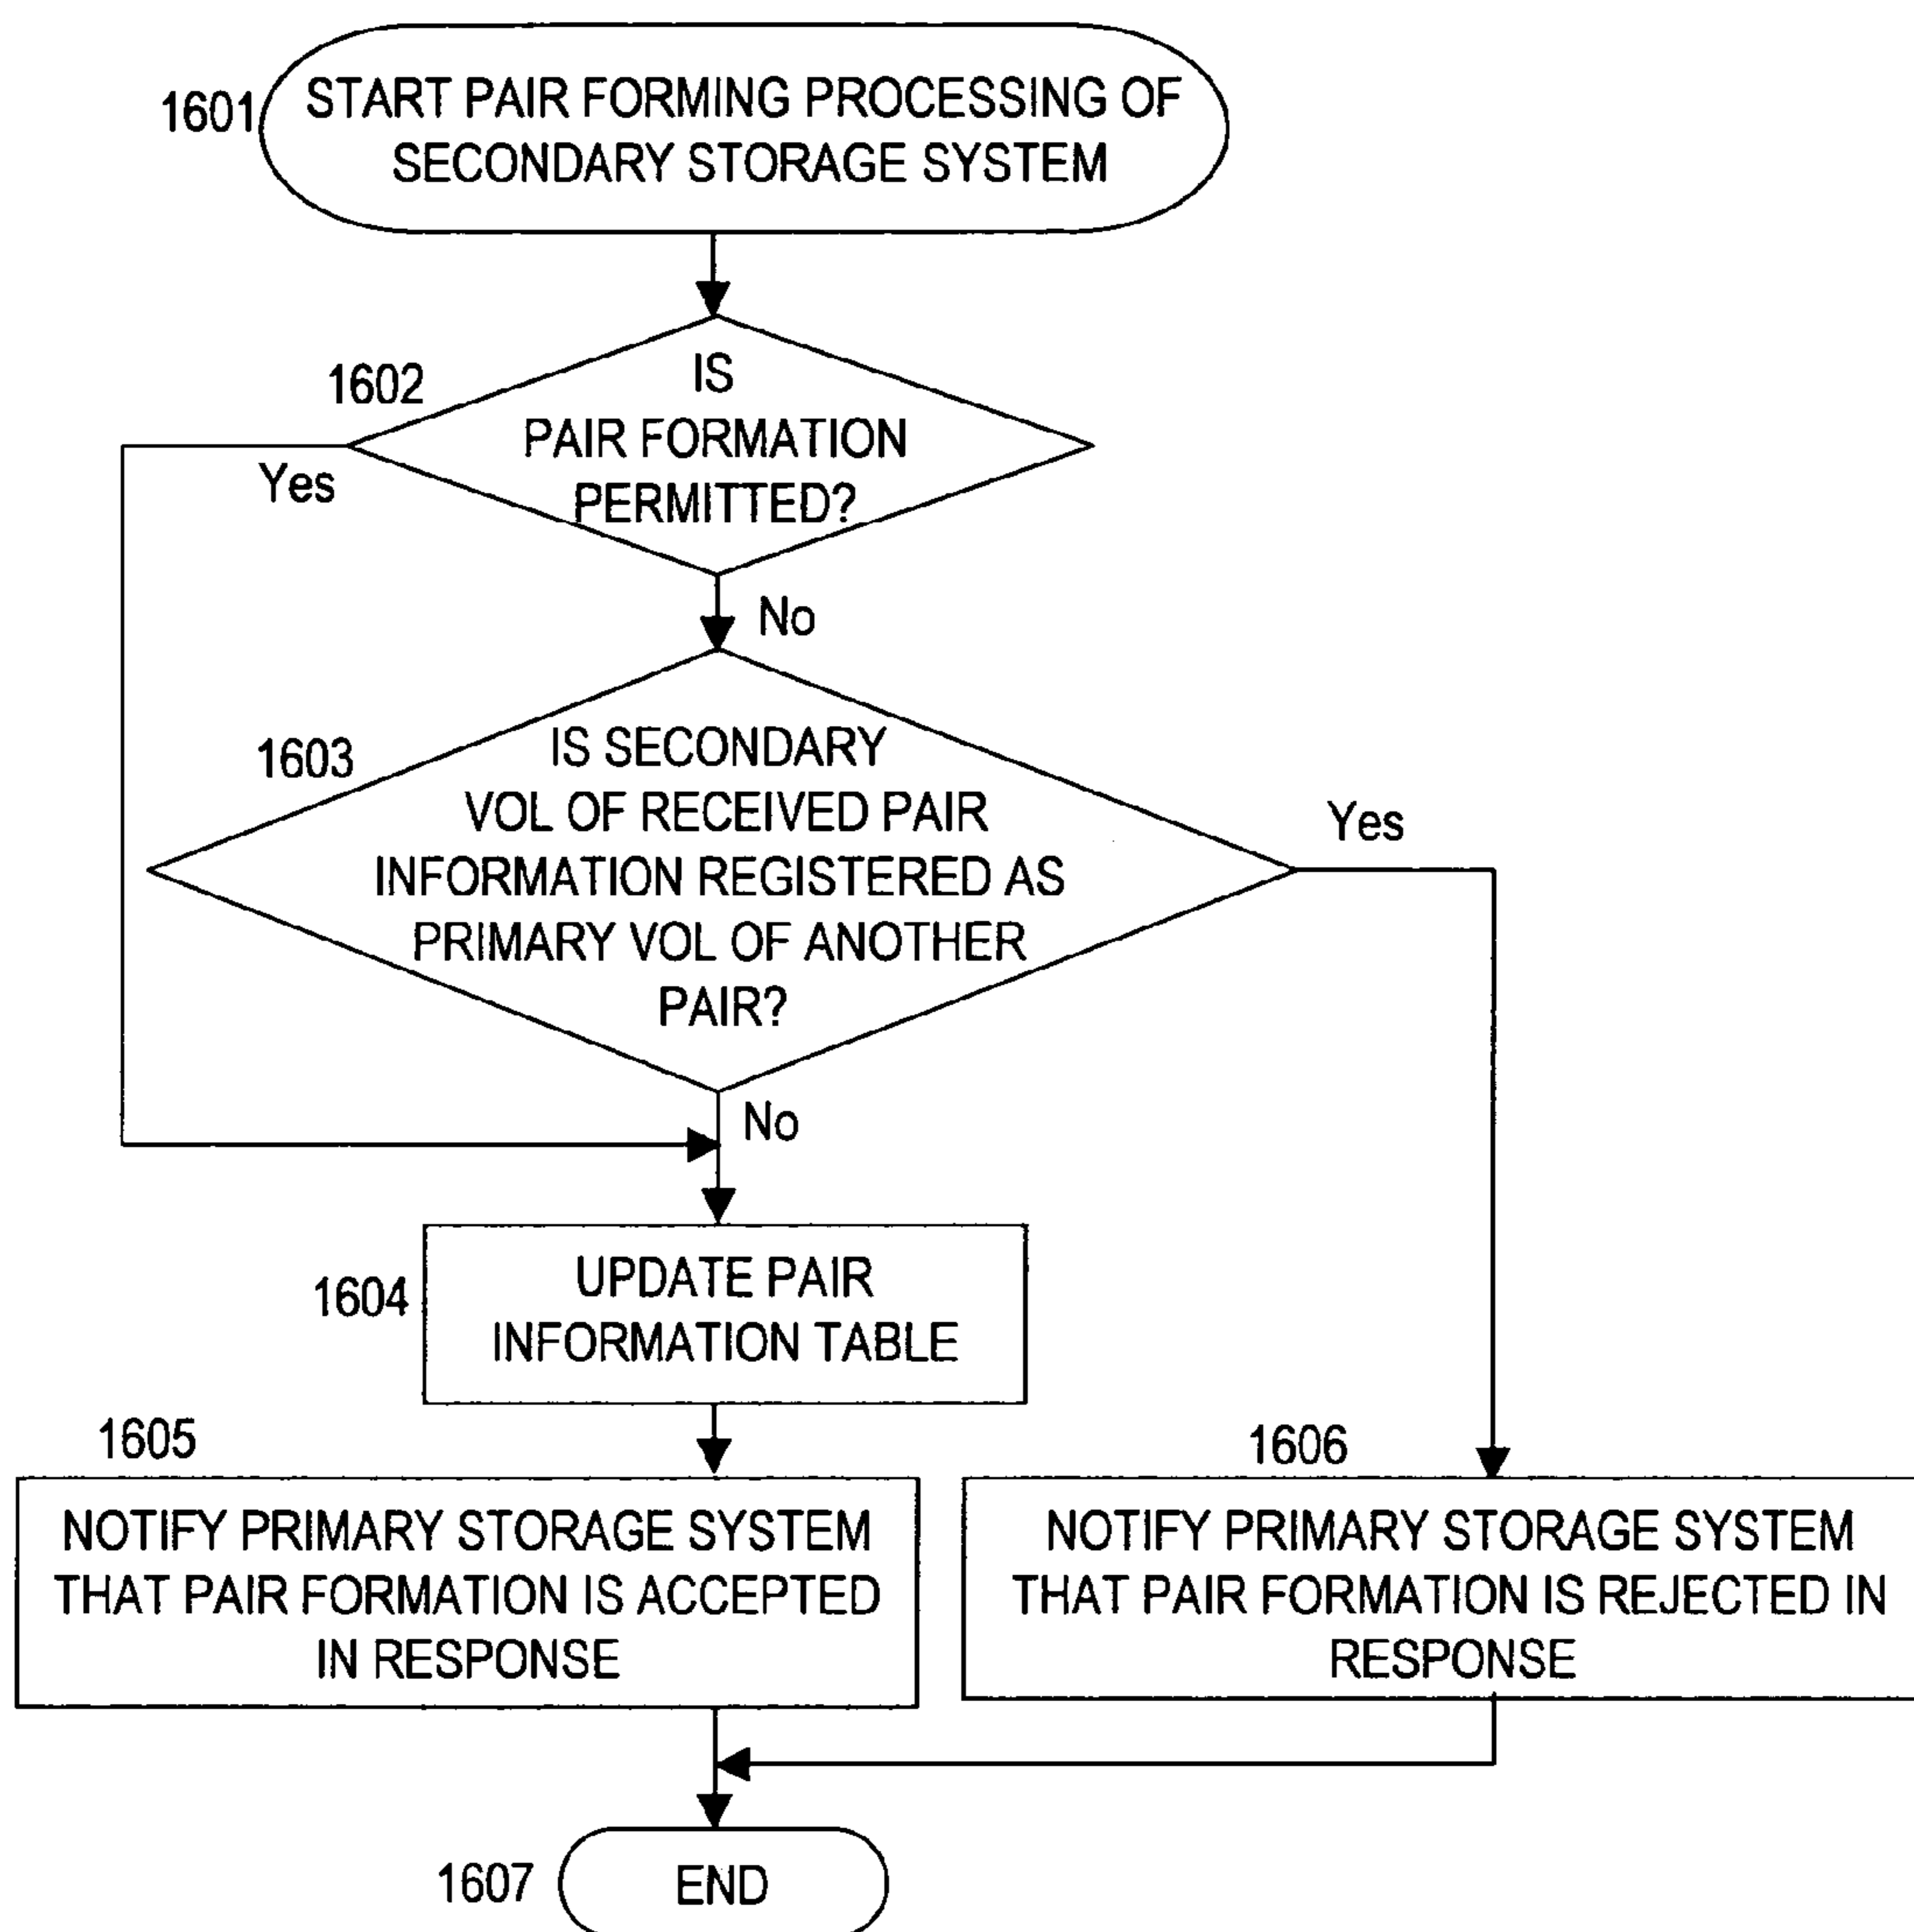 1601
START PAIR FORMING PROCESSING OF
SECONDARY STORAGE SYSTEM
1602
IS
PAIR FORMATION
PERMITTED?
Yes
No
1603
IS SECONDARY
VOL OF RECEIVED PAIR
INFORMATION REGISTERED AS
PRIMARY VOL OF ANOTHER
PAIR?
Yes
No
1604
UPDATE PAIR
INFORMATION TABLE
1605
NOTIFY PRIMARY STORAGE SYSTEM
THAT PAIR FORMATION IS ACCEPTED
IN RESPONSE
1606
NOTIFY PRIMARY STORAGE SYSTEM
THAT PAIR FORMATION IS REJECTED IN
RESPONSE
1607
END